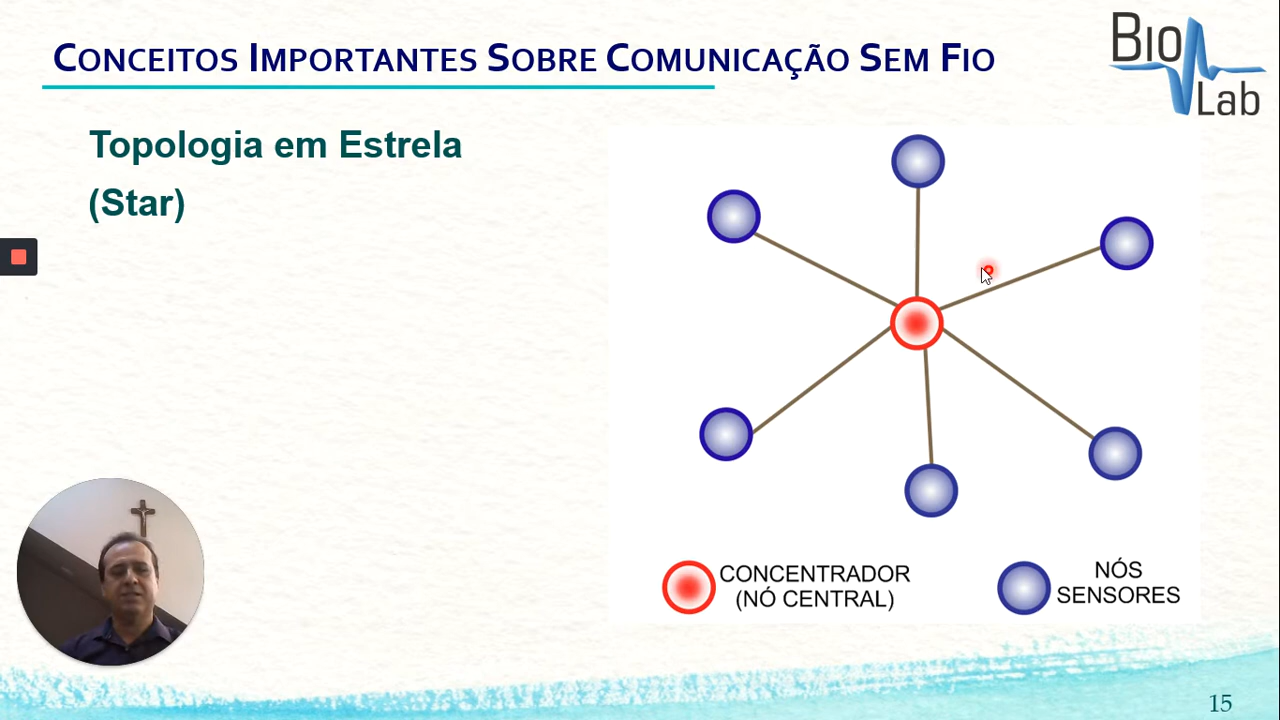 CONCEITOS IMPORTANTES SOBRE COMUNICAÇÃO SEM FIO
Bio
Lab
Topologia em Estrela
(Star)
CONCENTRADOR
(NÓ CENTRAL)
NÓS
SENSORES
15